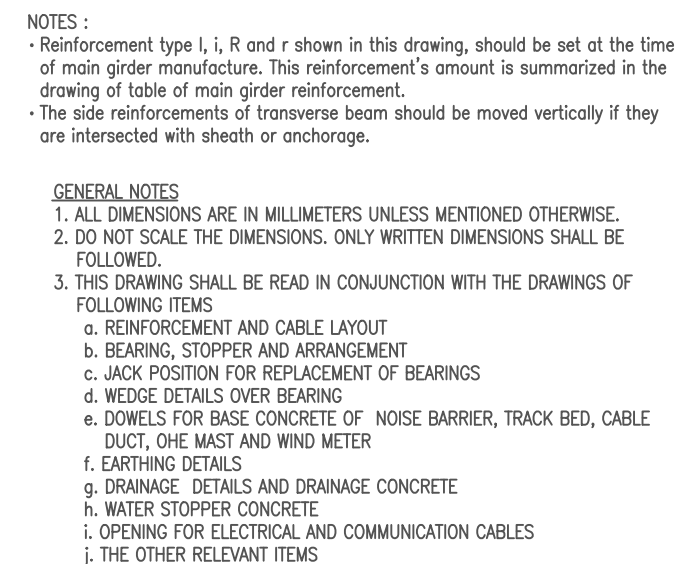 NOTES :
・Reinforcement type I, i, R and r shown in this drawing, should be set at the time
of main girder manufacture. This reinforcement's amount is summarized in the
drawing of table of main girder reinforcement.
・The side reinforcements of transverse beam should be moved vertically if they
are intersected with sheath or anchorage.
GENERAL NOTES
1. ALL DIMENSIONS ARE IN MILLIMETERS UNLESS MENTIONED OTHERWISE.
2. DO NOT SCALE THE DIMENSIONS. ONLY WRITTEN DIMENSIONS SHALL BE
FOLLOWED.
3. THIS DRAWING SHALL BE READ IN CONJUNCTION WITH THE DRAWINGS OF
FOLLOWING ITEMS
a. REINFORCEMENT AND CABLE LAYOUT
b. BEARING, STOPPER AND ARRANGEMENT
c. JACK POSITION FOR REPLACEMENT OF BEARINGS
d. WEDGE DETAILS OVER BEARING
e. DOWELS FOR BASE CONCRETE OF NOISE BARRIER, TRACK BED, CABLE
DUCT, OHE MAST AND WIND METER
f. EARTHING DETAILS
g. DRAINAGE DETAILS AND DRAINAGE CONCRETE
h. WATER STOPPER CONCRETE
i. OPENING FOR ELECTRICAL AND COMMUNICATION CABLES
j. THE OTHER RELEVANT ITEMS